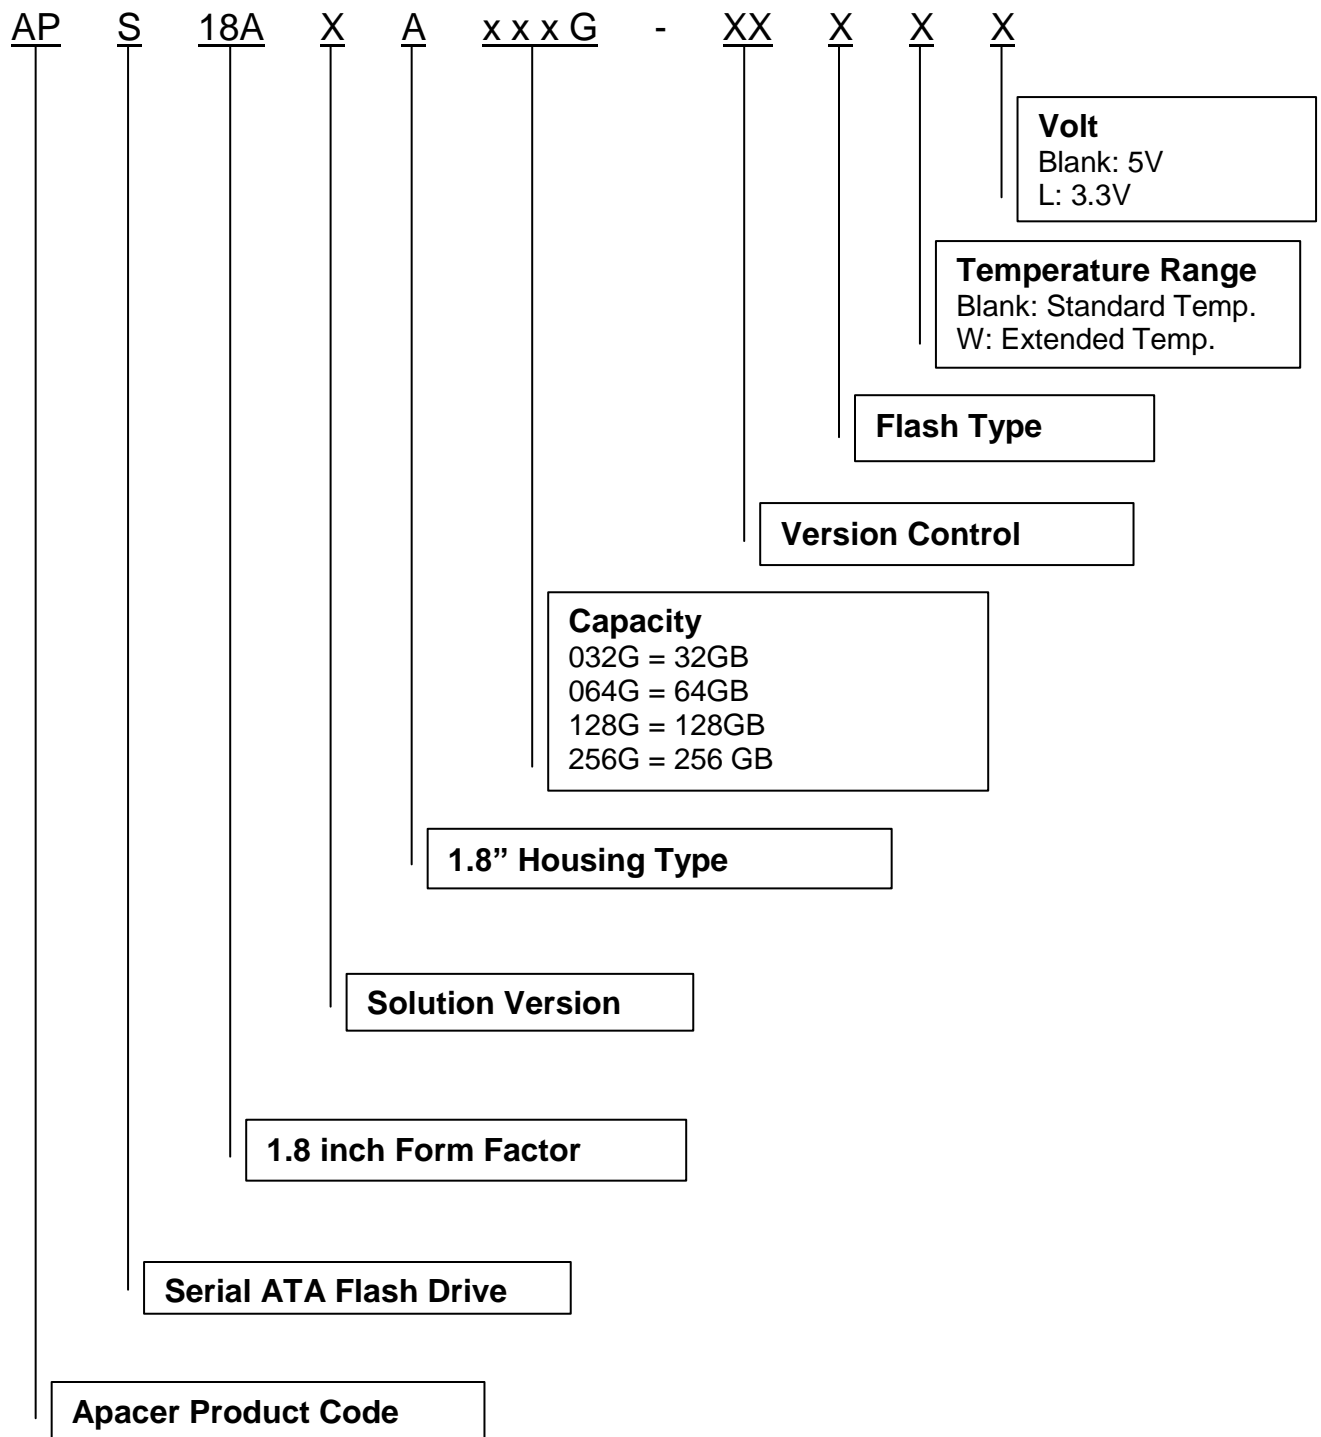 AP S 18A X A x x x G - XX X X X
Volt
Blank: 5V
L: 3.3V
Temperature Range
Blank: Standard Temp.
W: Extended Temp.
Flash Type
Version Control
Capacity
032G = 32GB
064G = 64GB
128G = 128GB
256G = 256 GB
1.8” Housing Type
Solution Version
1.8 inch Form Factor
Serial ATA Flash Drive
Apacer Product Code